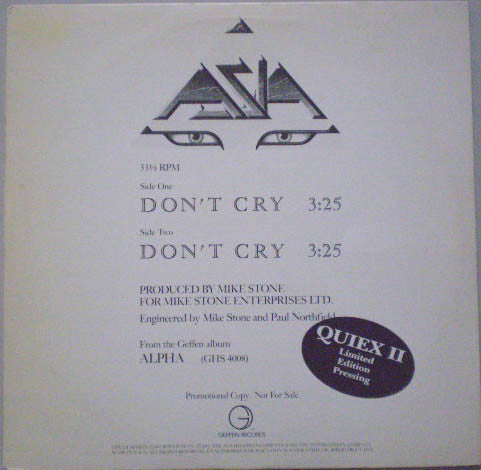 ASIA
33⅓ RPM
Side One
DON'T CRY 3:25
Side Two
DON'T CRY 3:25
PRODUCED BY MIKE STONE
FOR MIKE STONE ENTERPRISES LTD.
Engineered by Mike Stone and Paul Northfield
From the Geffen album
ALPHA (GHS 4008)
QUIEX II
Limited
Edition
Pressing
Promotional Copy Not For Sale
G
GEFFEN RECORDS